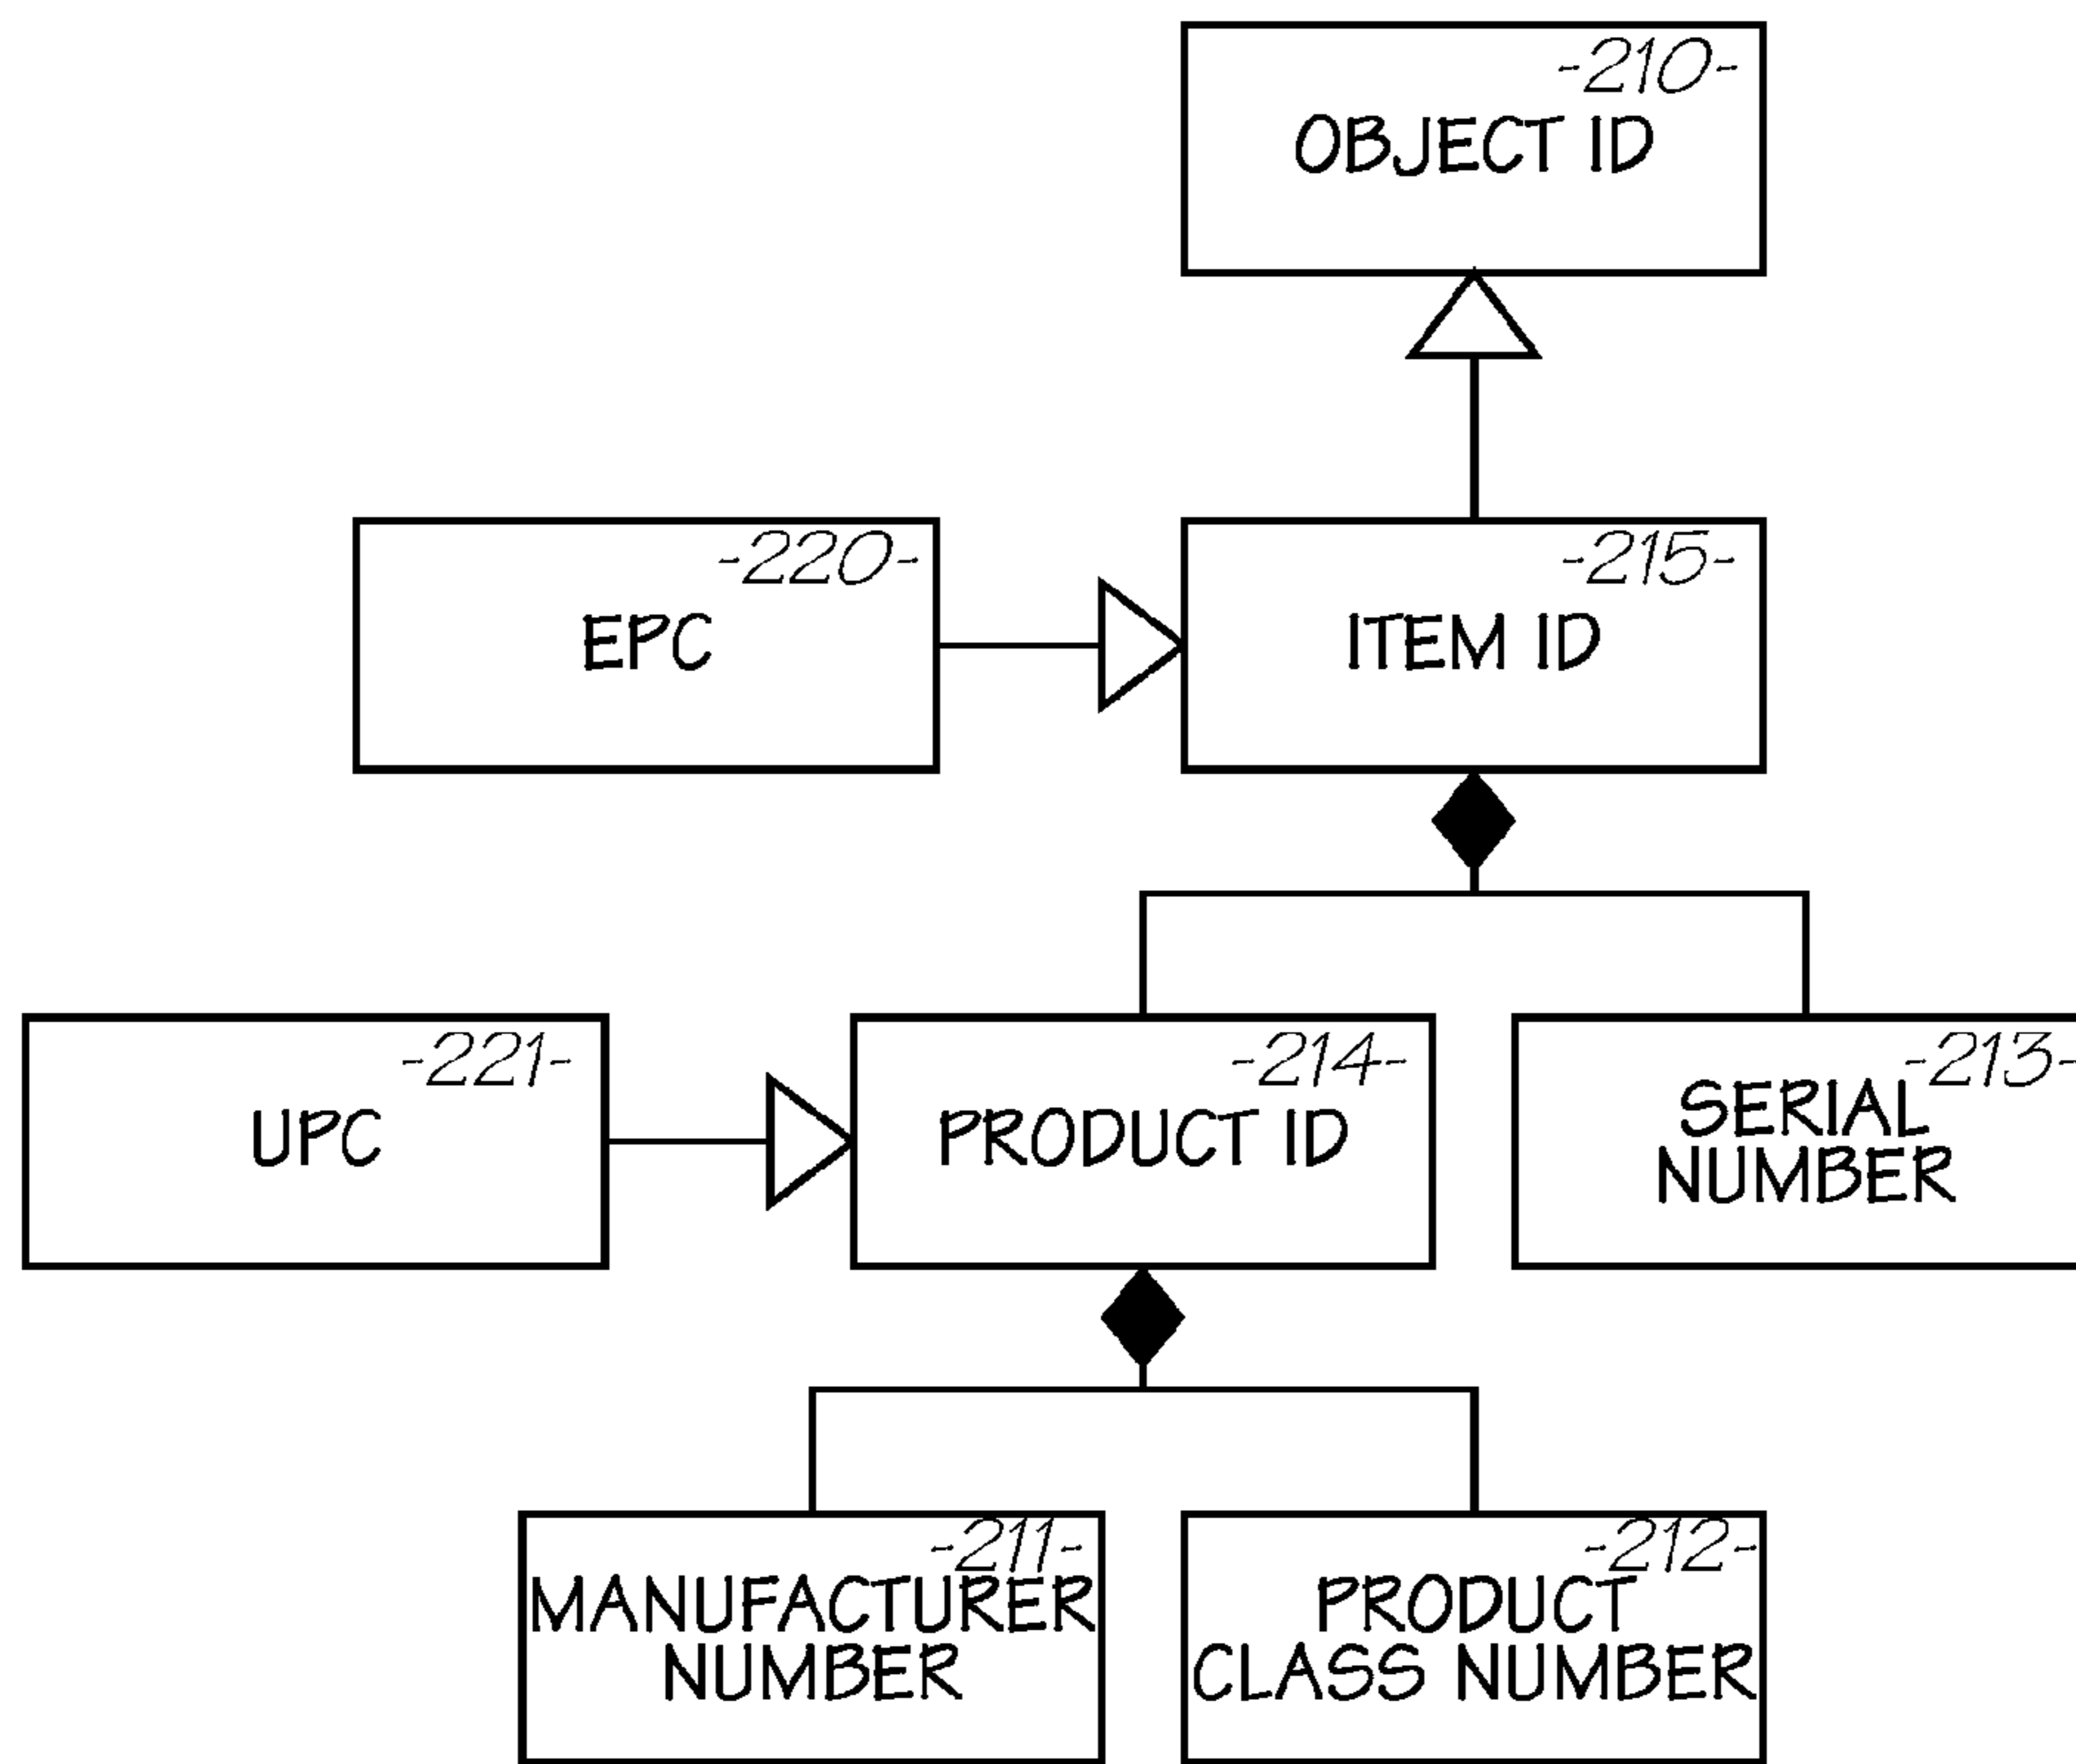 -210-
OBJECT ID
-220-
EPC
-215-
ITEM ID
-221-
UPC
-214-
PRODUCT ID
-213-
SERIAL
NUMBER
-211-
MANUFACTURER
NUMBER
-212-
PRODUCT
CLASS NUMBER